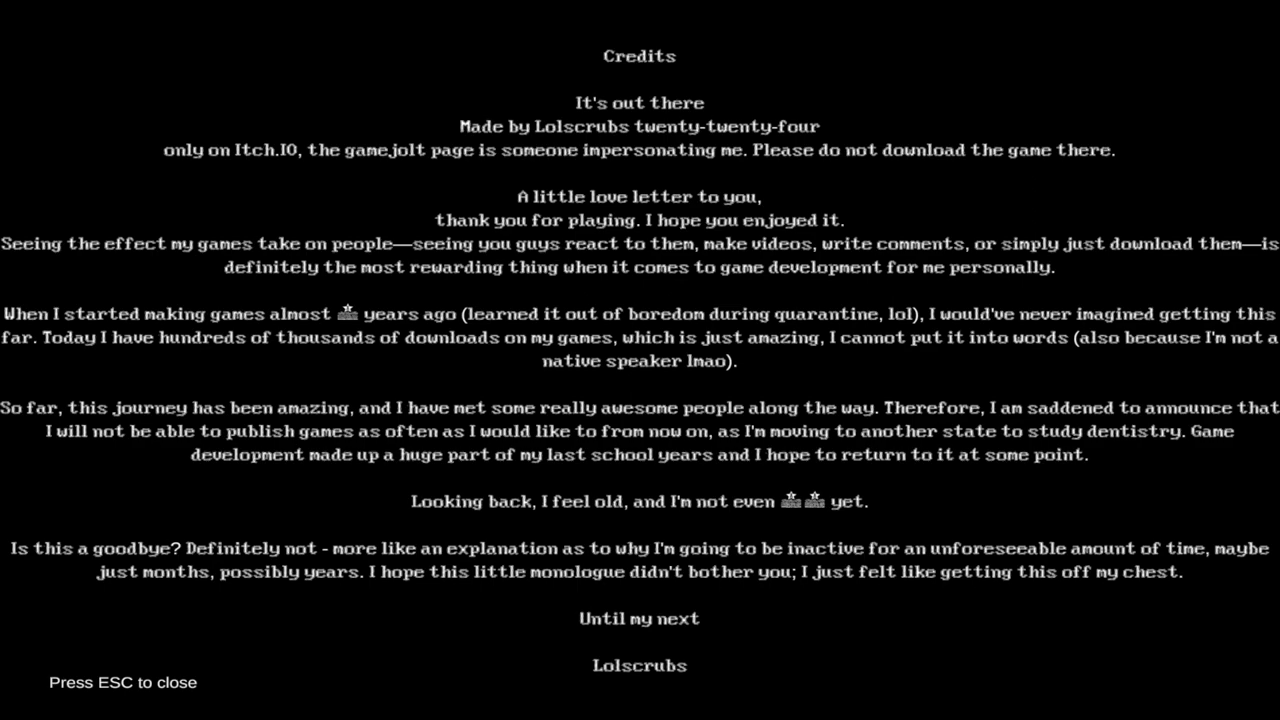 Credits
It's out there
Made by Lolscrubs twenty-twenty-four
only on Itch.IO, the gamejolt page is someone impersonating me. Please do not download the game there.
A little love letter to you,
thank you for playing. I hope you enjoyed it.
Seeing the effect my games take on people—seeing you guys react to them, make videos, write comments, or simply just download them—is
definitely the most rewarding thing when it comes to game development for me personally.
When I started making games almost years ago (learned it out of boredom during quarantine, lol), I would've never imagined getting this
far. Today I have hundreds of thousands of downloads on my games, which is just amazing, I cannot put it into words (also because I'm not a
native speaker lmao).
So far, this journey has been amazing, and I have met some really awesome people along the way. Therefore, I am saddened to announce that
I will not be able to publish games as often as I would like to from now on, as I'm moving to another state to study dentistry. Game
development made up a huge part of my last school years and I hope to return to it at some point.
Looking back, I feel old, and I'm not even yet.
Is this a goodbye? Definitely not - more like an explanation as to why I'm going to be inactive for an unforeseeable amount of time, maybe
just months, possibly years. I hope this little monologue didn't bother you; I just felt like getting this off my chest.
Until my next
Lolscrubs
Press ESC to close